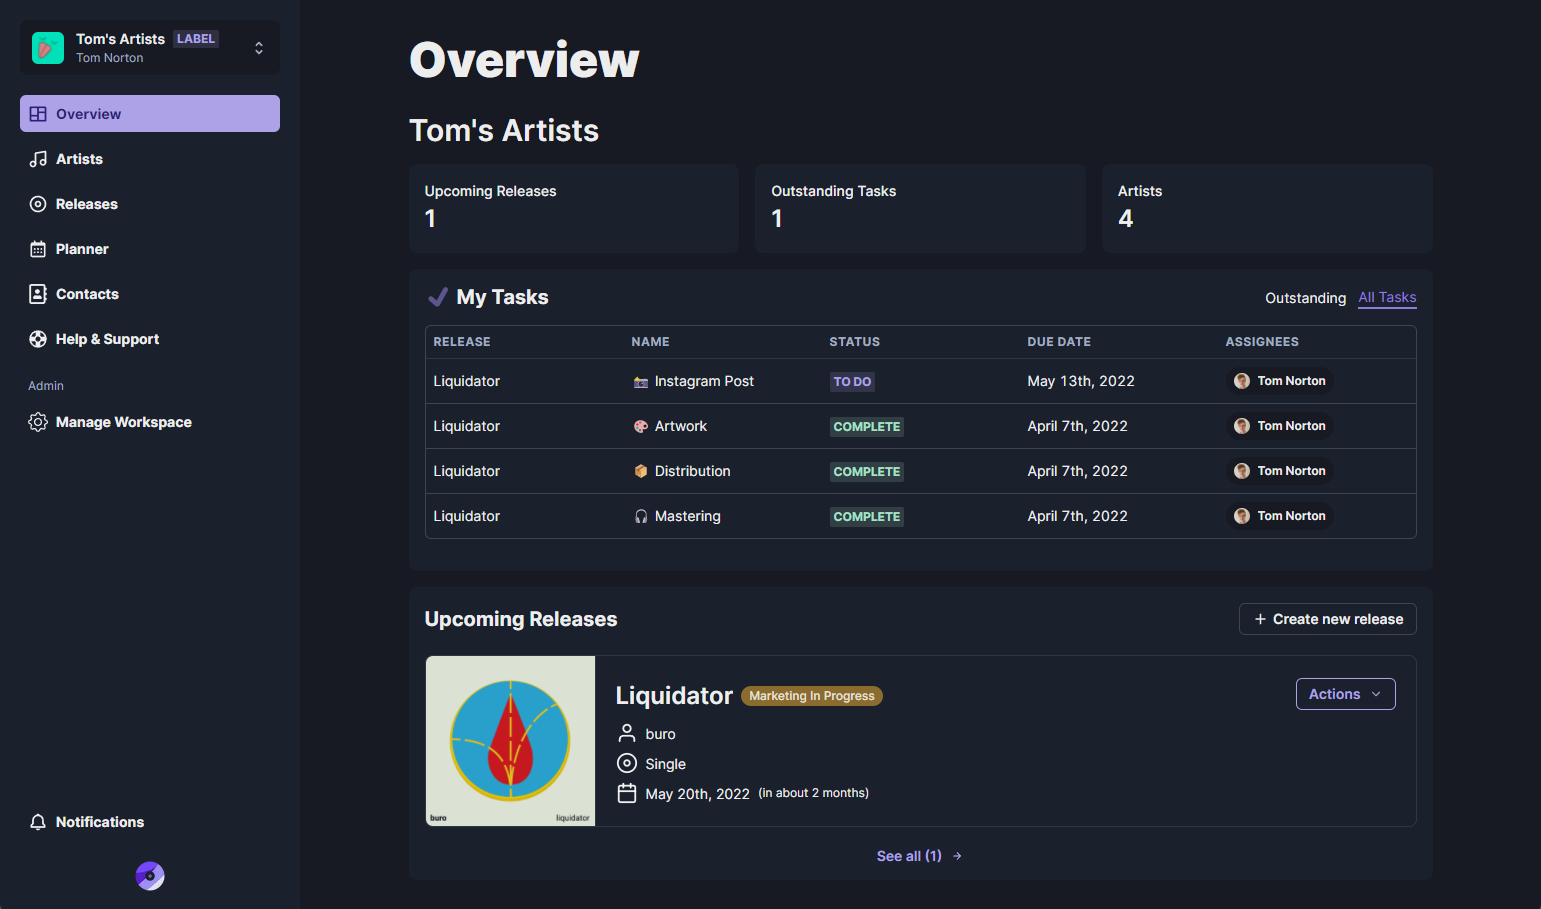 Tom's Artists LABEL
Tom Norton
Overview
Artists
Releases
Planner
Contacts
Help & Support
Admin
Manage Workspace
Notifications
Overview
Tom's Artists
Upcoming Releases
1
Outstanding Tasks
1
Artists
4
My Tasks
Outstanding All Tasks
RELEASE NAME STATUS DUE DATE ASSIGNEES
Liquidator Instagram Post TO DO May 13th, 2022 Tom Norton
Liquidator Artwork COMPLETE April 7th, 2022 Tom Norton
Liquidator Distribution COMPLETE April 7th, 2022 Tom Norton
Liquidator Mastering COMPLETE April 7th, 2022 Tom Norton
Upcoming Releases
+ Create new release
buro liquidator
Liquidator Marketing In Progress
Actions
buro
Single
May 20th, 2022 (in about 2 months)
See all (1) →